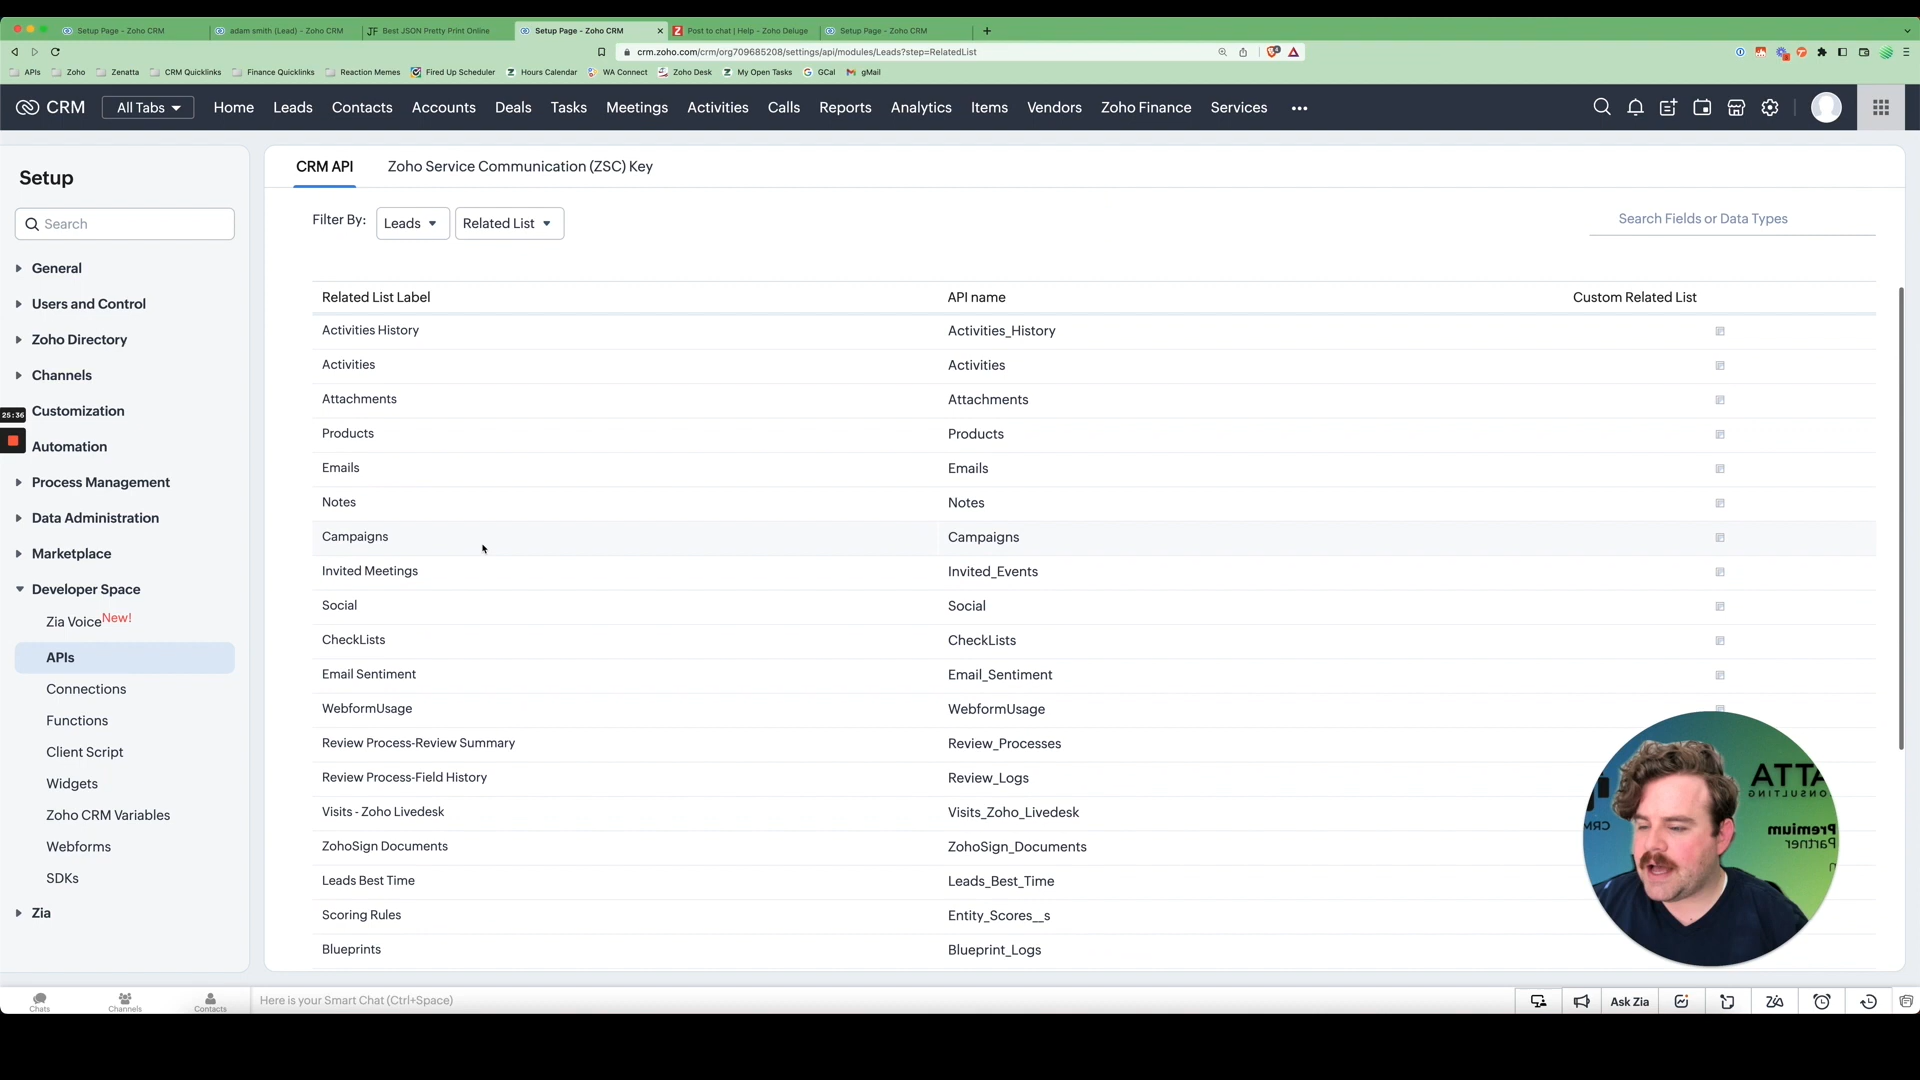 Setup Page - Zoho CRM
adam smith (Lead) - Zoho CRM
JF Best JSON Pretty Print Online
Setup Page - Zoho CRM
Post to chat | Help - Zoho Deluge
Setup Page - Zoho CRM
crm.zoho.com/crm/org709685208/settings/api/modules/Leads?step=RelatedList
APIs Zoho Zenatta CRM Quicklinks Finance Quicklinks Reaction Memes Fired Up Scheduler Hours Calendar WA Connect Zoho Desk My Open Tasks GCal gMail
CRM All Tabs Home Leads Contacts Accounts Deals Tasks Meetings Activities Calls Reports Analytics Items Vendors Zoho Finance Services
Setup
Search
General
Users and Control
Zoho Directory
Channels
Customization
25:36
Automation
Process Management
Data Administration
Marketplace
Developer Space
Zia Voice New!
APIs
Connections
Functions
Client Script
Widgets
Zoho CRM Variables
Webforms
SDKs
Zia
CRM API Zoho Service Communication (ZSC) Key
Filter By: Leads Related List Search Fields or Data Types
Related List Label API name Custom Related List
Activities History Activities_History
Activities Activities
Attachments Attachments
Products Products
Emails Emails
Notes Notes
Campaigns Campaigns
Invited Meetings Invited_Events
Social Social
CheckLists CheckLists
Email Sentiment Email_Sentiment
WebformUsage WebformUsage
Review Process-Review Summary Review_Processes
Review Process-Field History Review_Logs
Visits - Zoho Livedesk Visits_Zoho_Livedesk
ZohoSign Documents ZohoSign_Documents
Leads Best Time Leads_Best_Time
Scoring Rules Entity_Scores__s
Blueprints Blueprint_Logs
ATTA
CONSULTING
CRM
Premium
Partner
Chats Channels Contacts
Here is your Smart Chat (Ctrl+Space)
Ask Zia